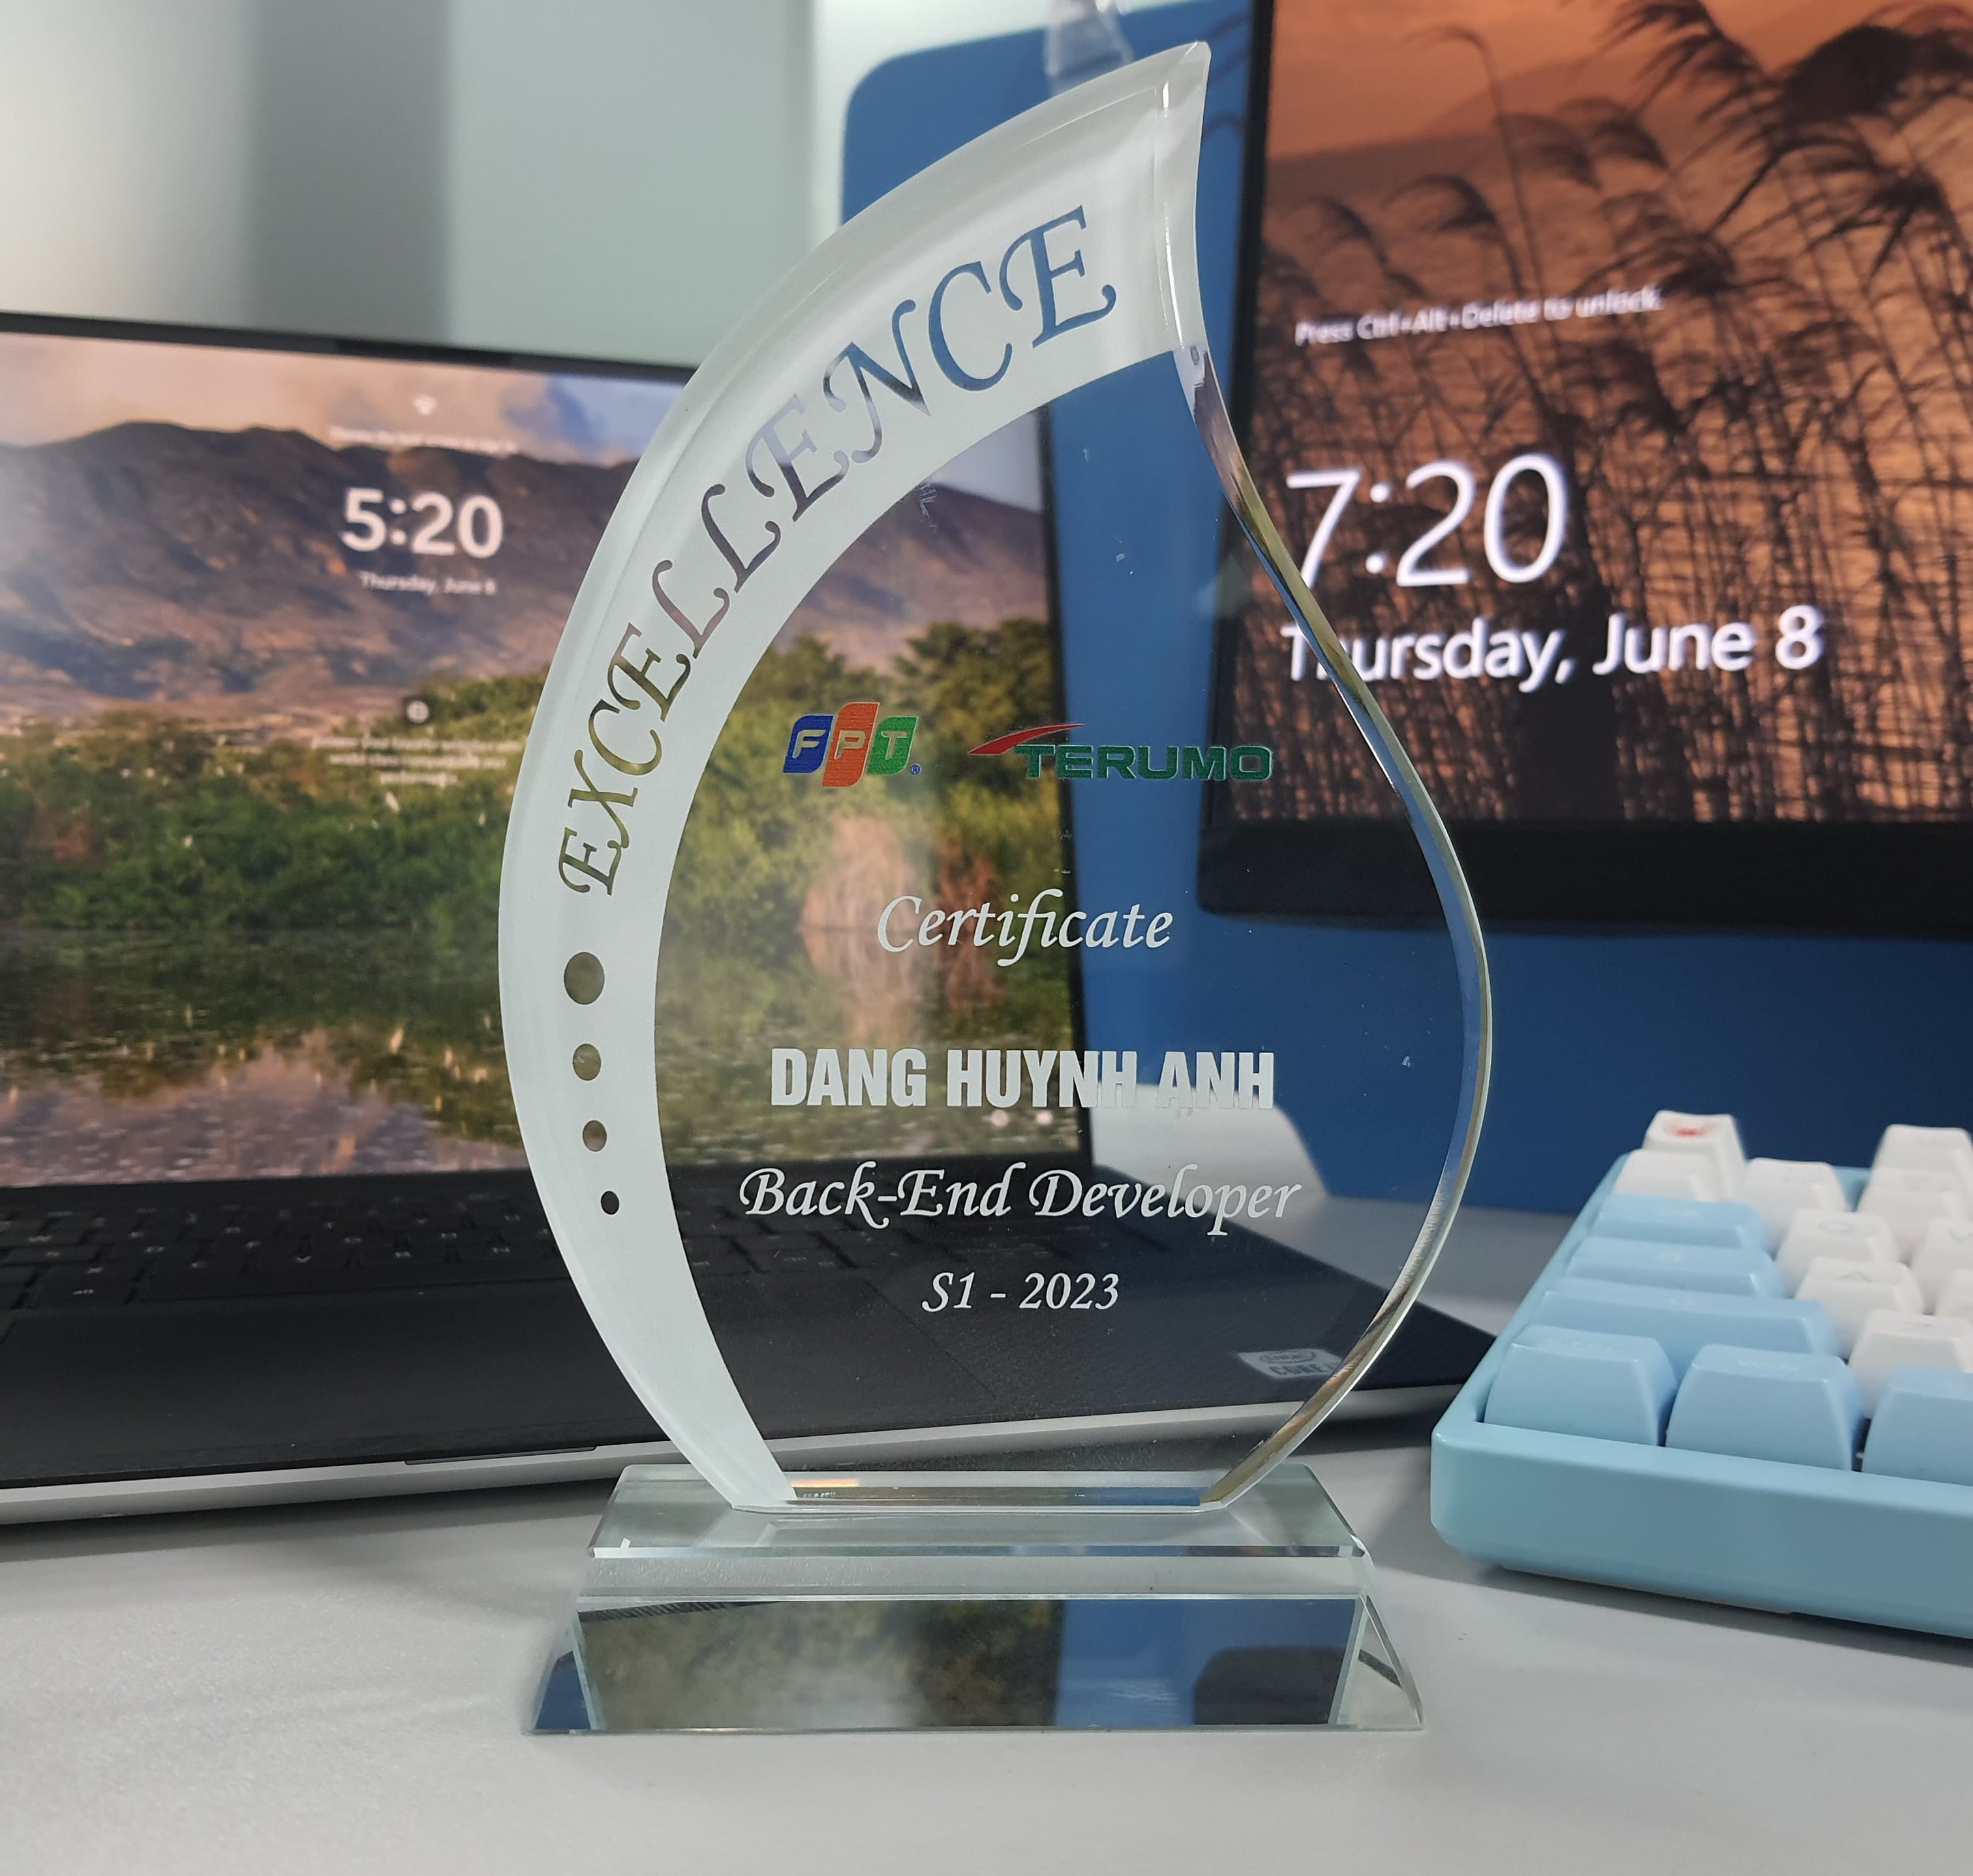 EXCELLENCE
FPT
TERUMO
Certificate
DANG HUYNH ANH
Back-End Developer
S1 - 2023
5:20
Thursday, June 8
Press Ctrl+Alt+Delete to unlock.
7:20
Thursday, June 8